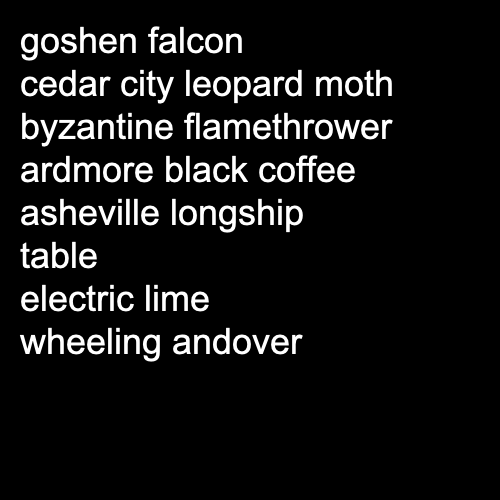 goshen falcon
cedar city leopard moth
byzantine flamethrower
ardmore black coffee
asheville longship
table
electric lime
wheeling andover